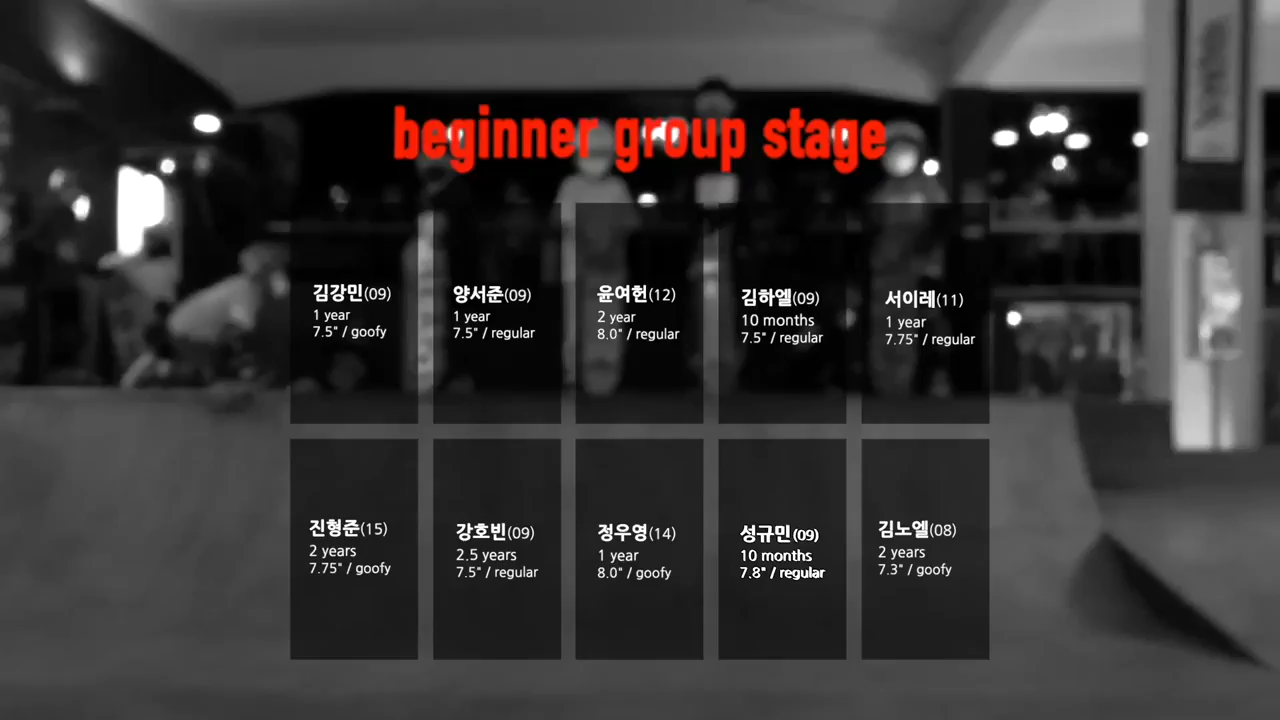 beginner group stage
김강민(09)
1 year
7.5" / goofy
양서준(09)
1 year
7.5" / regular
윤여헌(12)
2 year
8.0" / regular
김하엘(09)
10 months
7.5" / regular
서이레(11)
1 year
7.75" / regular
진형준(15)
2 years
7.75" / goofy
강호빈(09)
2.5 years
7.5" / regular
정우영(14)
1 year
8.0" / goofy
성규민(09)
10 months
7.8" / regular
김노엘(08)
2 years
7.3" / goofy